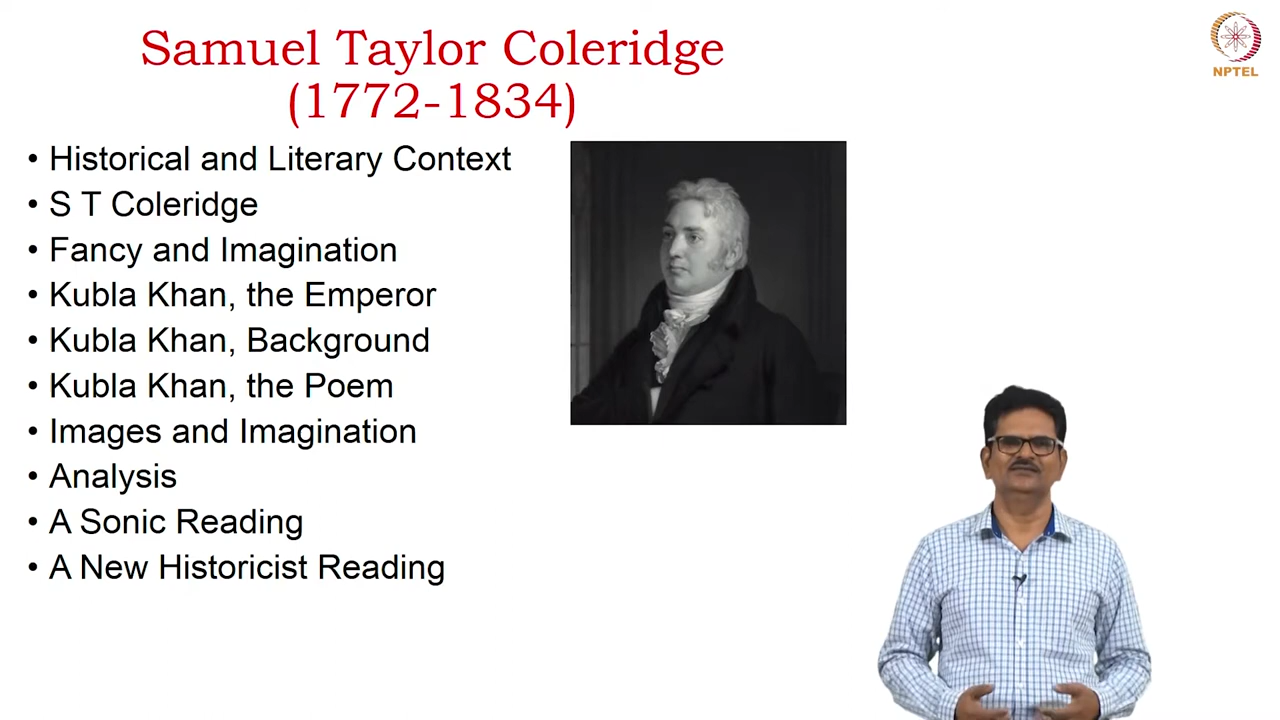 Samuel Taylor Coleridge
(1772-1834)
NPTEL
• Historical and Literary Context
• S T Coleridge
• Fancy and Imagination
• Kubla Khan, the Emperor
• Kubla Khan, Background
• Kubla Khan, the Poem
• Images and Imagination
• Analysis
• A Sonic Reading
• A New Historicist Reading